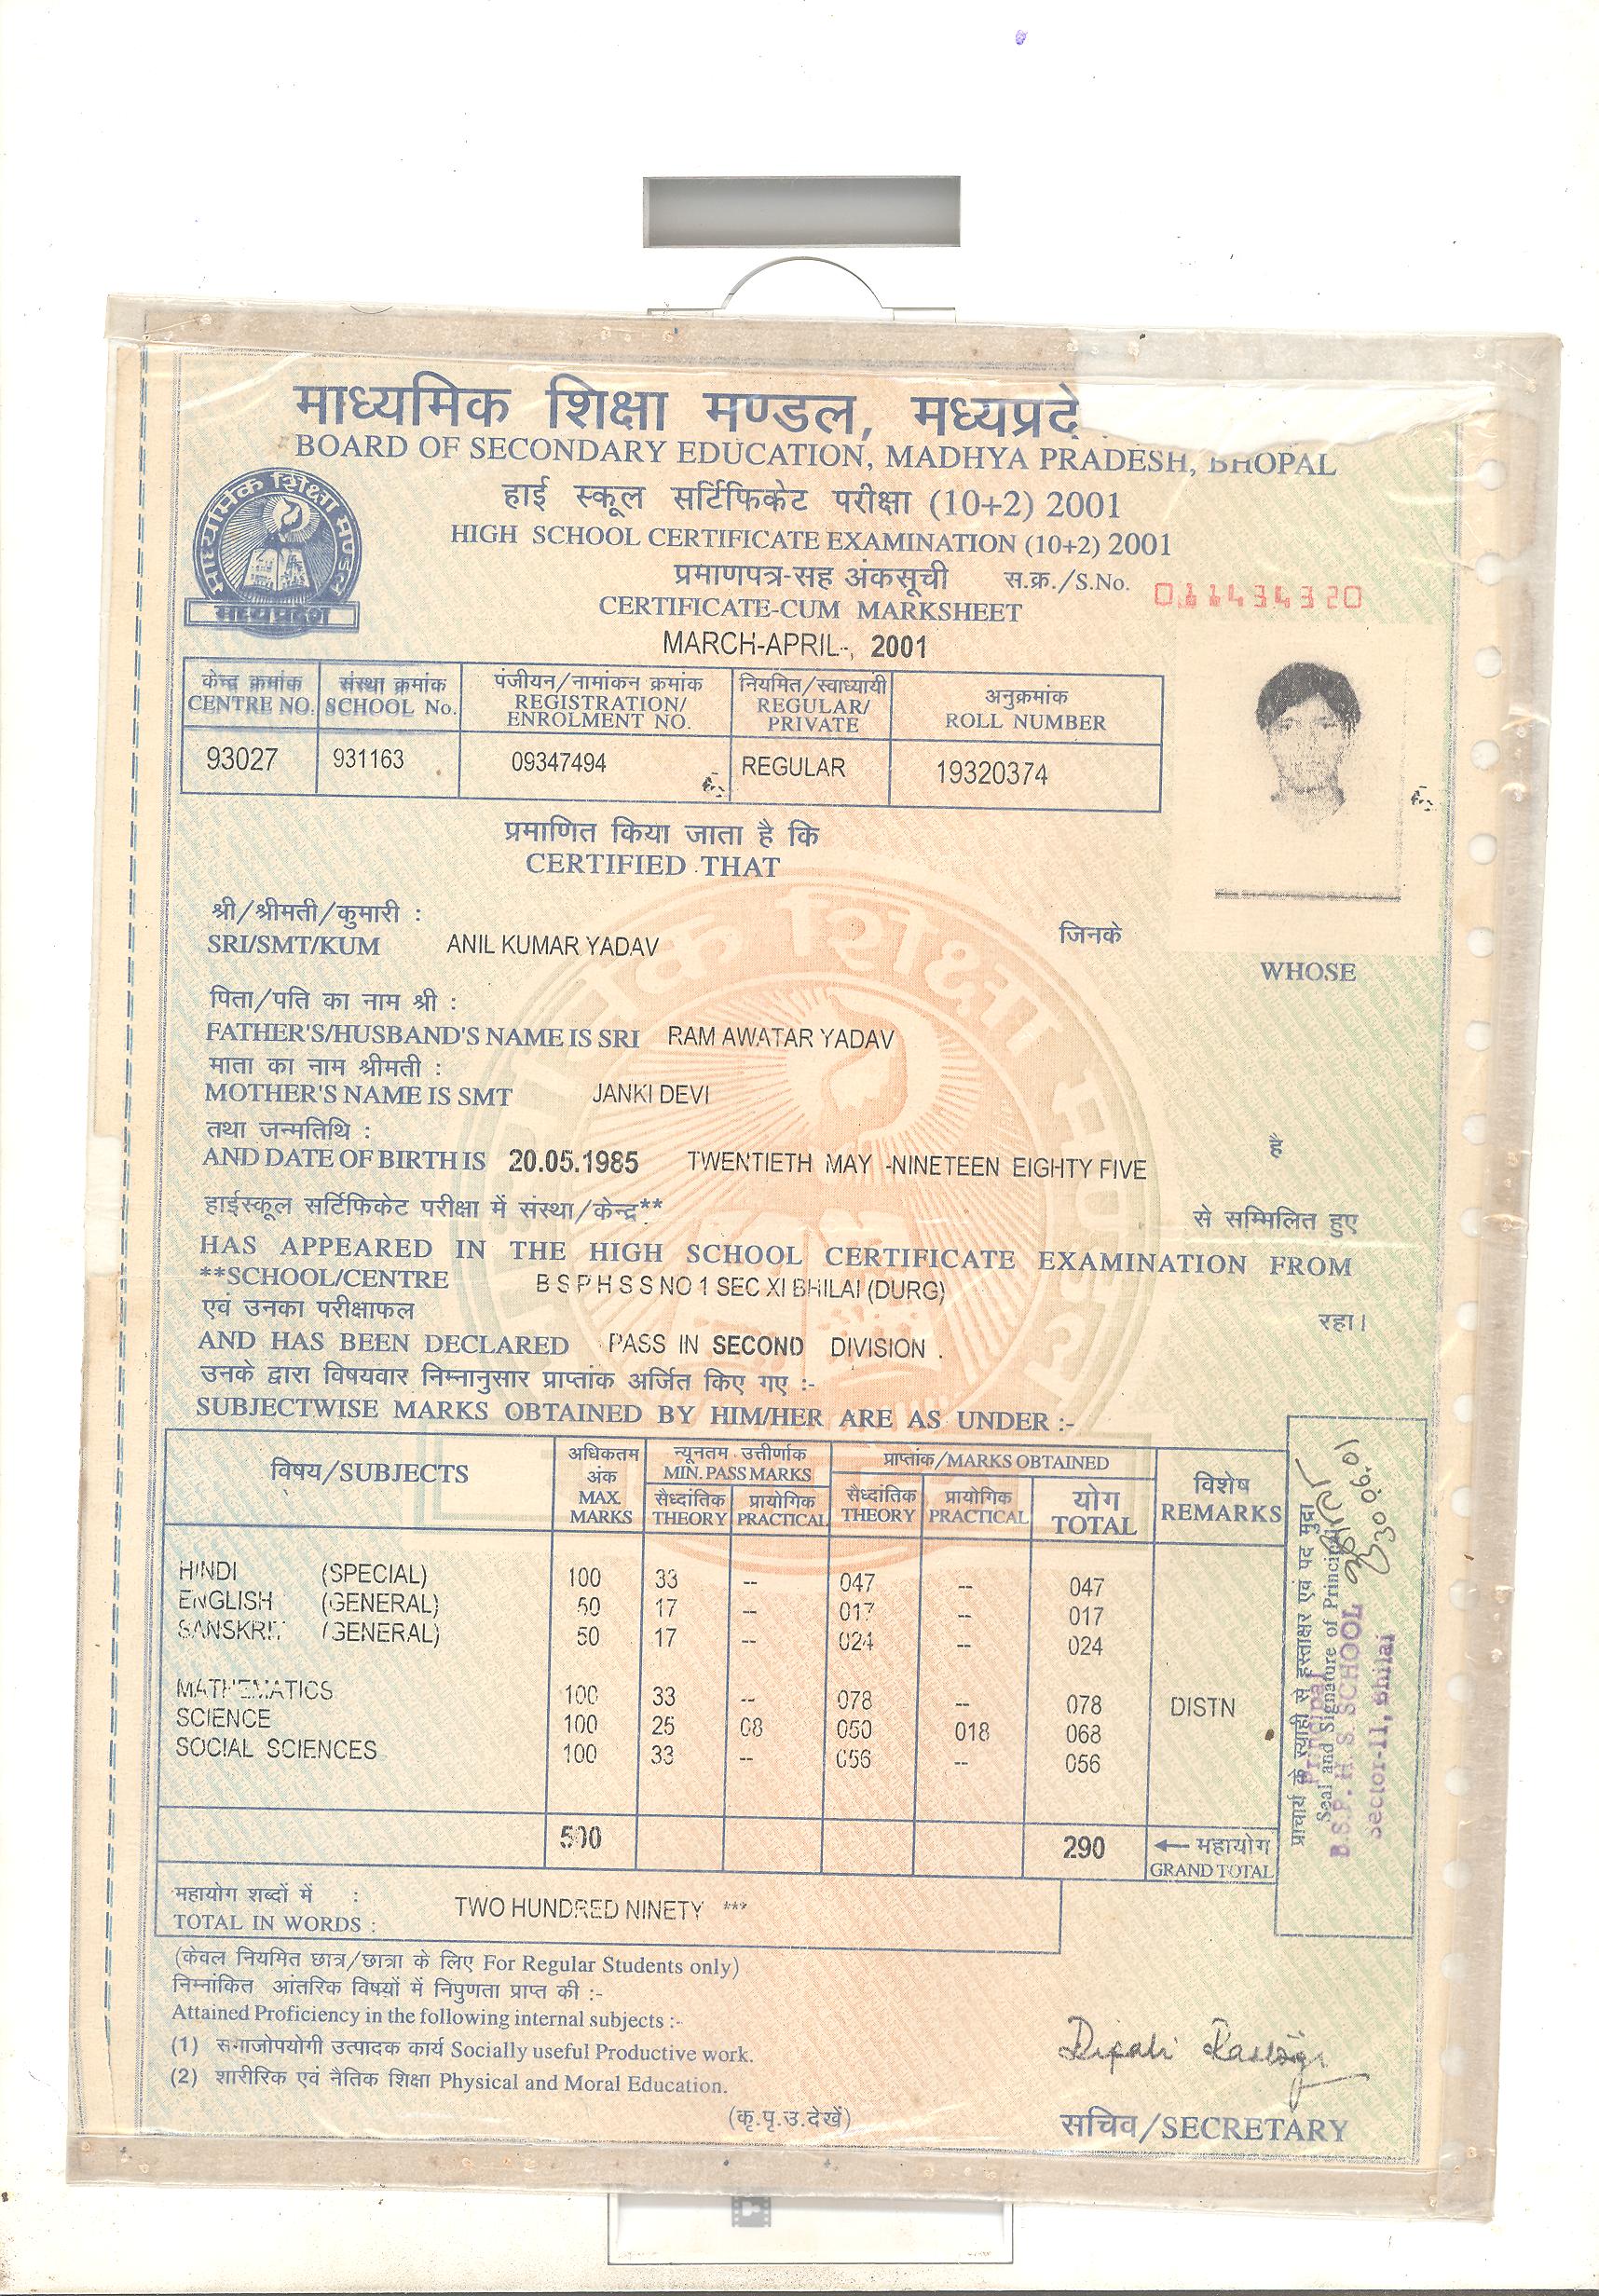 माध्यमिक शिक्षा मण्डल, मध्यप्रदे
BOARD OF SECONDARY EDUCATION, MADHYA PRADESH, BHOPAL
हाई स्कूल सर्टिफिकेट परीक्षा (10+2) 2001
HIGH SCHOOL CERTIFICATE EXAMINATION (10+2) 2001
प्रमाणपत्र-सह अंकसूची स.क्र./S.No. 011434320
CERTIFICATE-CUM MARKSHEET
MARCH-APRIL-, 2001
माध्यमिक शिक्षा मण्डल
मध्यप्रदेश
केन्द्र क्रमांक संस्था क्रमांक पंजीयन/नामांकन क्रमांक नियमित/स्वाध्यायी अनुक्रमांक
CENTRE NO. SCHOOL No. REGISTRATION/ ENROLMENT NO. REGULAR/ PRIVATE ROLL NUMBER
93027 931163 09347494 REGULAR 19320374
प्रमाणित किया जाता है कि
CERTIFIED THAT
श्री/श्रीमती/कुमारी :
SRI/SMT/KUM ANIL KUMAR YADAV जिनके
WHOSE
पिता/पति का नाम श्री :
FATHER'S/HUSBAND'S NAME IS SRI RAM AWATAR YADAV
माता का नाम श्रीमती :
MOTHER'S NAME IS SMT JANKI DEVI
तथा जन्मतिथि : है
AND DATE OF BIRTH IS 20.05.1985 TWENTIETH MAY -NINETEEN EIGHTY FIVE
हाईस्कूल सर्टिफिकेट परीक्षा में संस था/केन्द्र** से सम्मिलित हुए
HAS APPEARED IN THE HIGH SCHOOL CERTIFICATE EXAMINATION FROM
**SCHOOL/CENTRE B S P H S S NO 1 SEC XI BHILAI (DURG)
एवं उनका परीक्षाफल रहा।
AND HAS BEEN DECLARED PASS IN SECOND DIVISION .
उनके द्वारा विषयवार निम्नानुसार प्राप्तांक अर्जित किए गए :-
SUBJECTWISE MARKS OBTAINED BY HIM/HER ARE AS UNDER :-
विषय/SUBJECTS अधिकतम अंक MAX. MARKS न्यूनतम उत्तीर्णांक MIN. PASS MARKS प्राप्तांक/MARKS OBTAINED विशेष REMARKS
सैध्दांतिक THEORY प्रायोगिक PRACTICAL सैध्दांतिक THEORY प्रायोगिक PRACTICAL योग TOTAL
HINDI (SPECIAL) 100 33 -- 047 -- 047
ENGLISH (GENERAL) 50 17 -- 017 -- 017
SANSKRIT (GENERAL) 50 17 -- 024 -- 024
MATHEMATICS 100 33 -- 078 -- 078 DISTN
SCIENCE 100 25 08 050 018 068
SOCIAL SCIENCES 100 33 -- 056 -- 056
500 290 ← महायोग
GRAND TOTAL
महायोग शब्दों में :
TOTAL IN WORDS : TWO HUNDRED NINETY ***
प्राचार्य के स्याही से हस्ताक्षर एवं पद मुद्रा
Seal and Signature of Principal
30.06.01
Principal
B.S.P. H. S. SCHOOL
Sector-11, Bhilai
(केवल नियमित छात्र/छात्रा के लिए For Regular Students only)
निम्नांकित आंतरिक विषयों में निपुणता प्राप्त की :-
Attained Proficiency in the following internal subjects :-
(1) समाजोपयोगी उत्पादक कार्य Socially useful Productive work.
(2) शारीरिक एवं नैतिक शिक्षा Physical and Moral Education.
(कृ.पृ.उ.देखें)
Dipali Rastogi
सचिव/SECRETARY